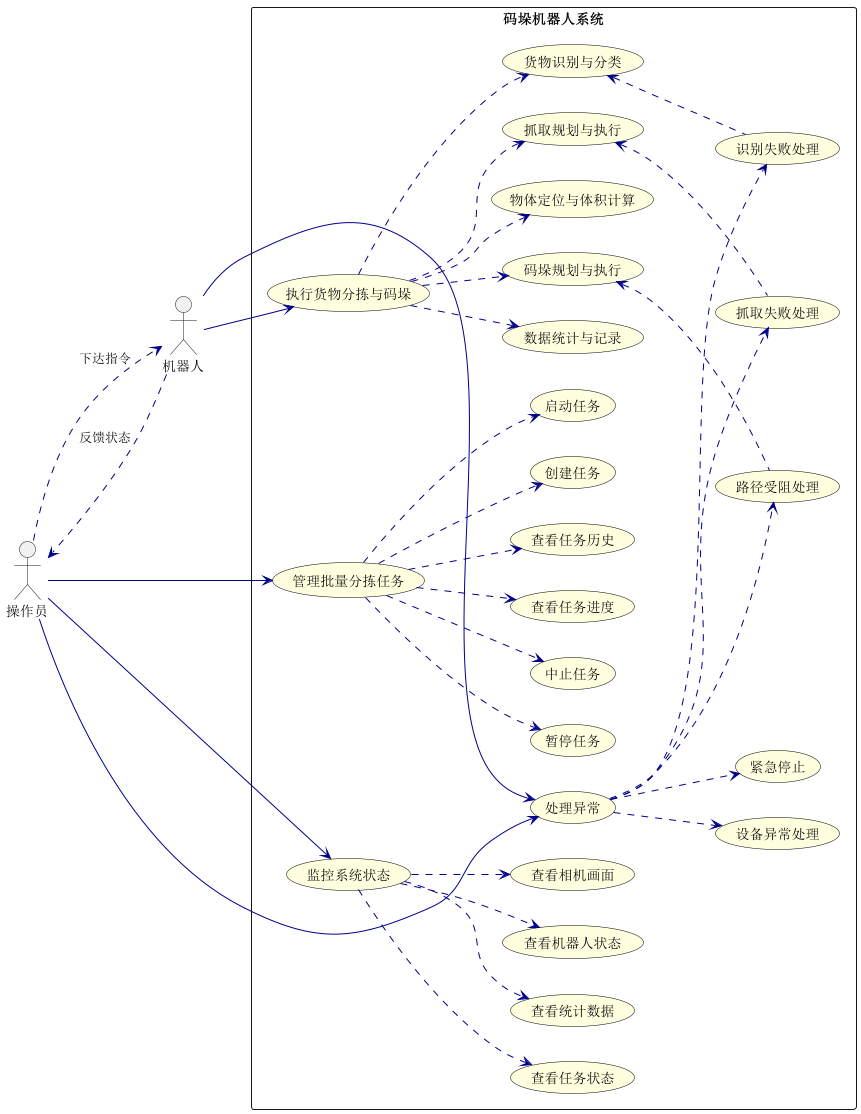 码垛机器人系统
货物识别与分类
抓取规划与执行
识别失败处理
物体定位与体积计算
码垛规划与执行
执行货物分拣与码垛
抓取失败处理
数据统计与记录
下达指令
机器人
启动任务
反馈状态
创建任务
路径受阻处理
查看任务历史
管理批量分拣任务
操作员
查看任务进度
中止任务
暂停任务
紧急停止
处理异常
设备异常处理
监控系统状态
查看相机画面
查看机器人状态
查看统计数据
查看任务状态